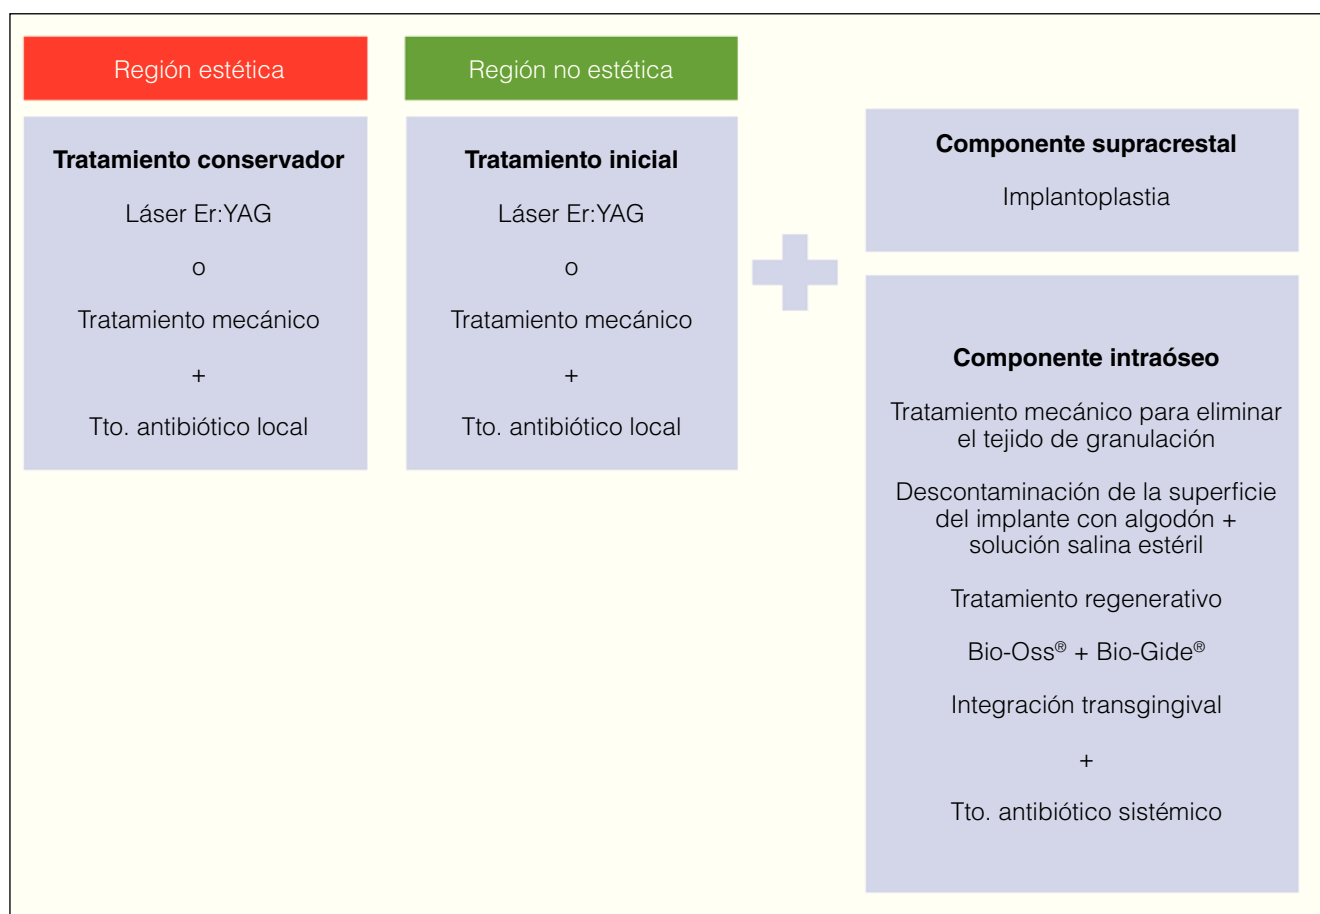 Región estética
Tratamiento conservador
Láser Er:YAG
o
Tratamiento mecánico
+
Tto. antibiótico local
Región no estética
Tratamiento inicial
Láser Er:YAG
o
Tratamiento mecánico
+
Tto. antibiótico local
Componente supracrestal
Implantoplastia
Componente intraóseo
Tratamiento mecánico para eliminar
el tejido de granulación
Descontaminación de la superficie
del implante con algodón +
solución salina estéril
Tratamiento regenerativo
Bio-Oss® + Bio-Gide®
Integración transgingival
+
Tto. antibiótico sistémico